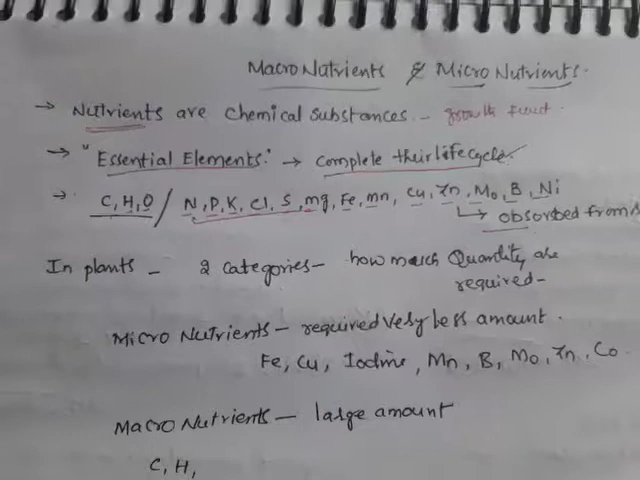 Macro Nutrients & Micro Nutrients.
→ Nutrients are chemical substances - growth
→ "Essential Elements." → complete their life cycle
→ C, H, O / N, P, K, Cl, S, mg, Fe, mn, cu, Zn, Mo, B, Ni
↳ obsorbed from
In plants - 2 categories - how much Quantity are
required -
Micro Nutrients - required Very Less amount.
Fe, Cu, Iodine, Mn, B, Mo, Zn, Co
Macro Nutrients - large amount
C, H,